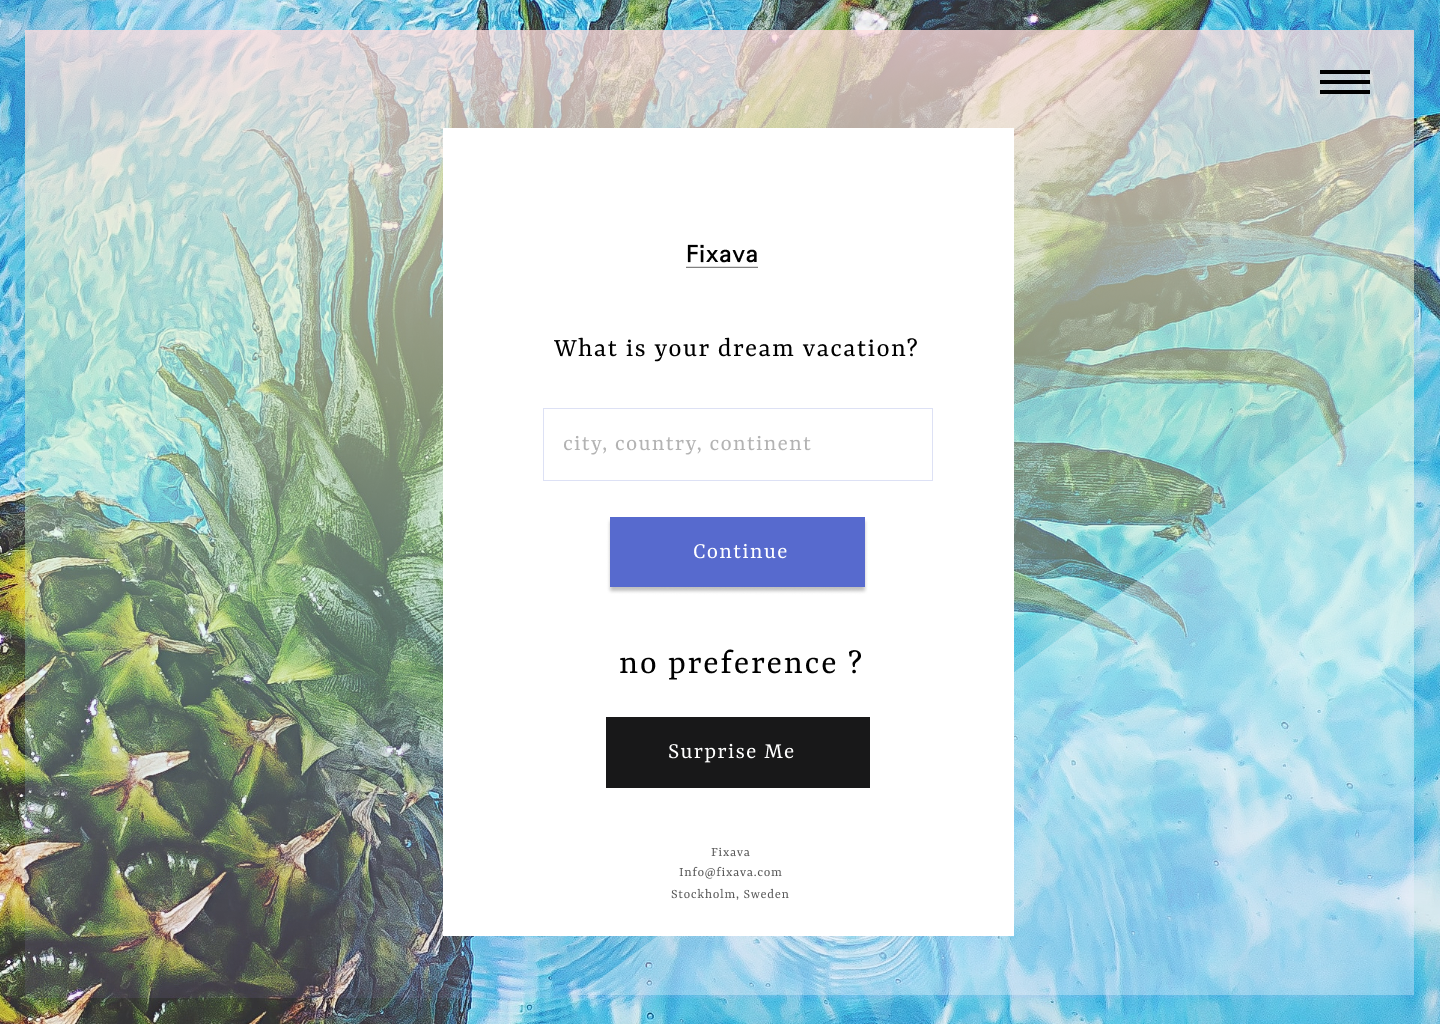 Fixava
What is your dream vacation?
city, country, continent
Continue
no preference ?
Surprise Me
Fixava
Info@fixava.com
Stockholm, Sweden